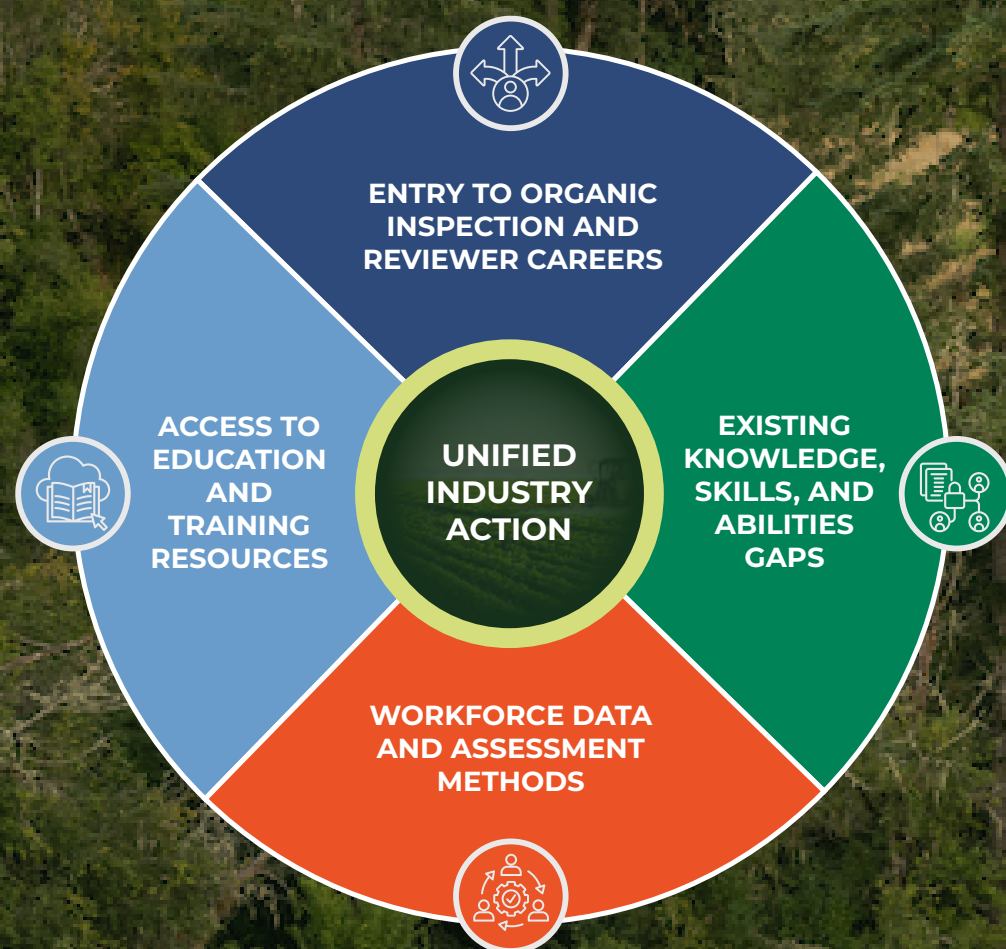 ENTRY TO ORGANIC
INSPECTION AND
REVIEWER CAREERS
ACCESS TO
EDUCATION
AND
TRAINING
RESOURCES
UNIFIED
INDUSTRY
ACTION
EXISTING
KNOWLEDGE,
SKILLS, AND
ABILITIES
GAPS
WORKFORCE DATA
AND ASSESSMENT
METHODS